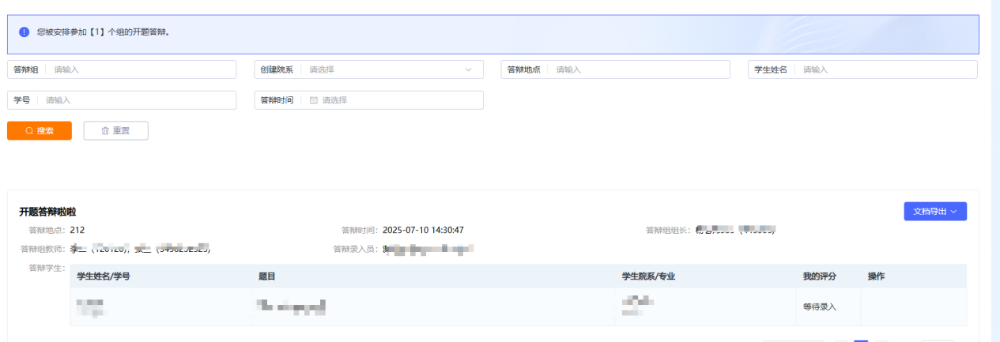 您被安排参加【1】个组的开题答辩。
答辩组 请输入 创建院系 请选择 答辩地点 请输入 学生姓名 请输入
学号 请输入 答辩时间 请选择
搜索 重置
开题答辩啦啦 文档导出
答辩地点: 212 答辩时间: 2025-07-10 14:30:47 答辩组组长:
答辩组教师: 答辩录入员:
答辩学生:
学生姓名/学号 题目 学生院系/专业 我的评分 操作
等待录入